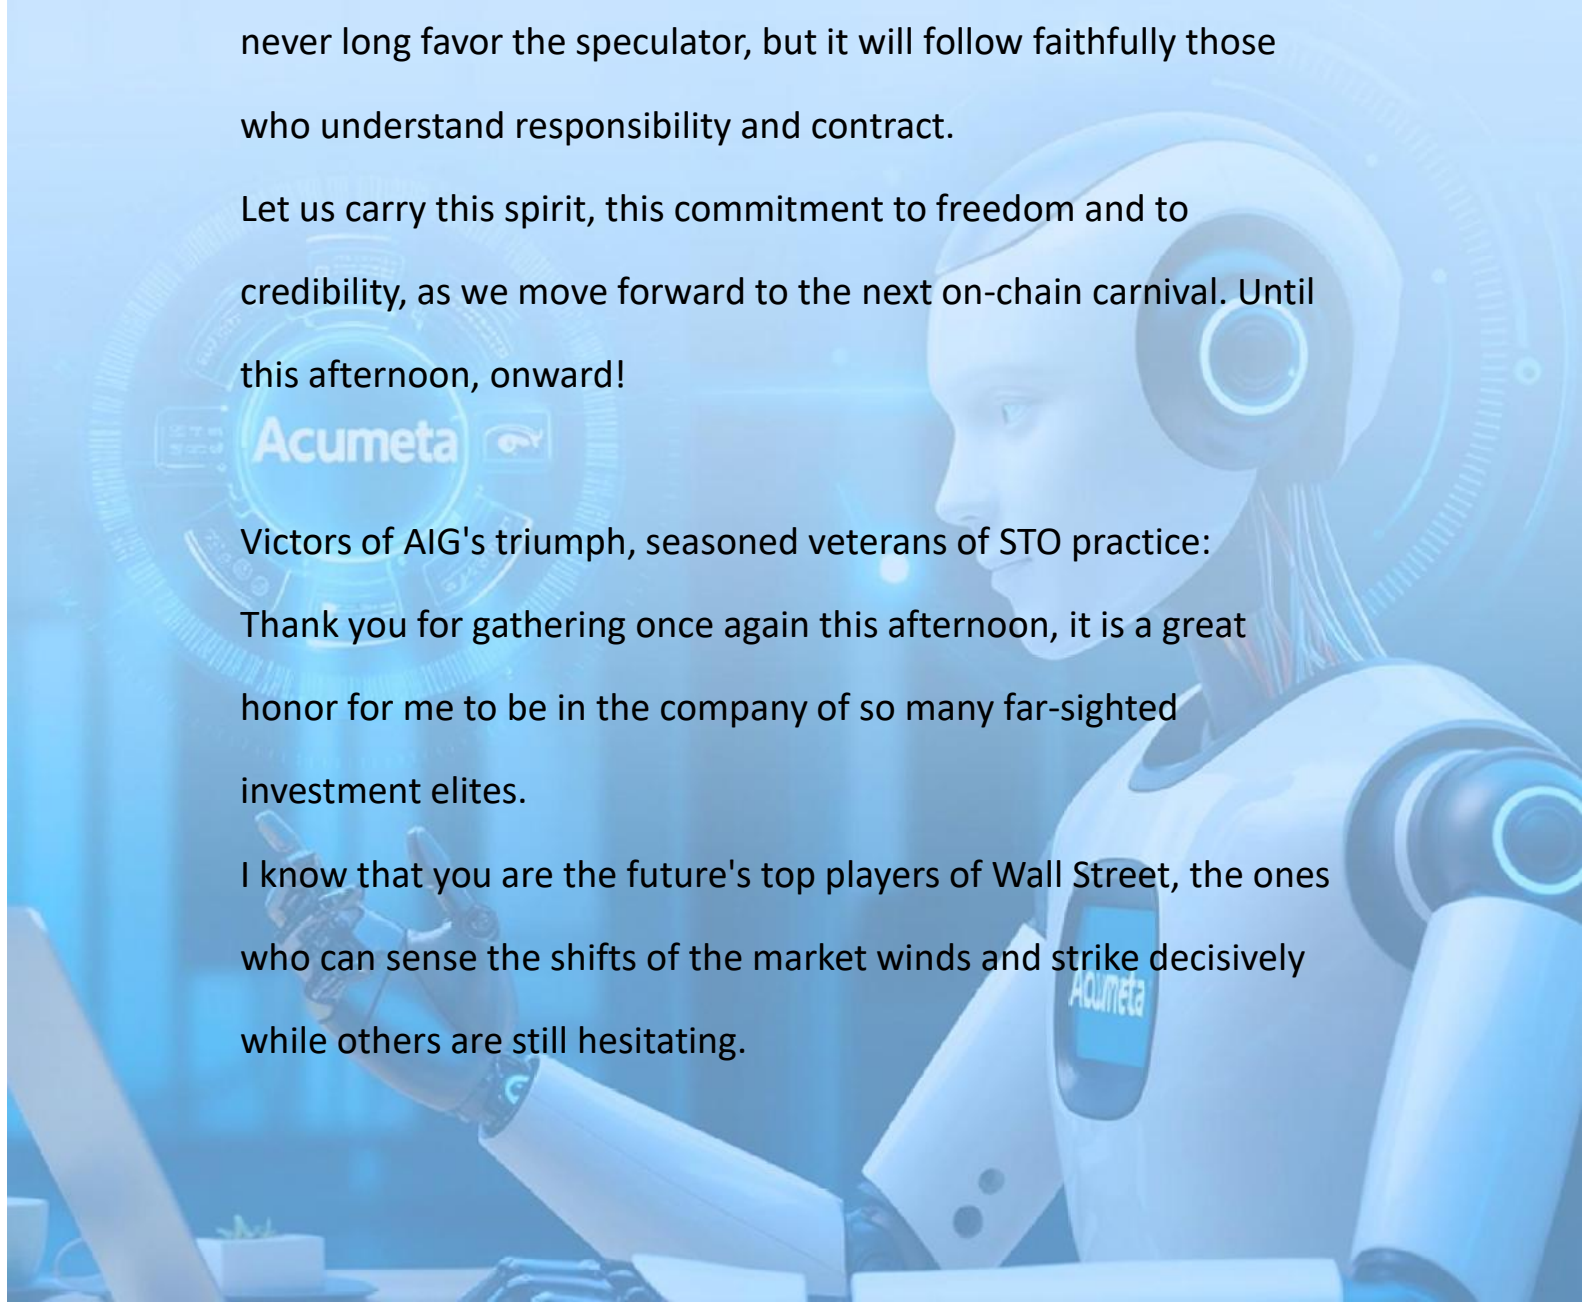 never long favor the speculator, but it will follow faithfully those
who understand responsibility and contract.
Let us carry this spirit, this commitment to freedom and to
credibility, as we move forward to the next on-chain carnival. Until
this afternoon, onward!
Acumeta
Victors of AIG's triumph, seasoned veterans of STO practice:
Thank you for gathering once again this afternoon, it is a great
honor for me to be in the company of so many far-sighted
investment elites.
I know that you are the future's top players of Wall Street, the ones
who can sense the shifts of the market winds and strike decisively
Acumeta
while others are still hesitating.